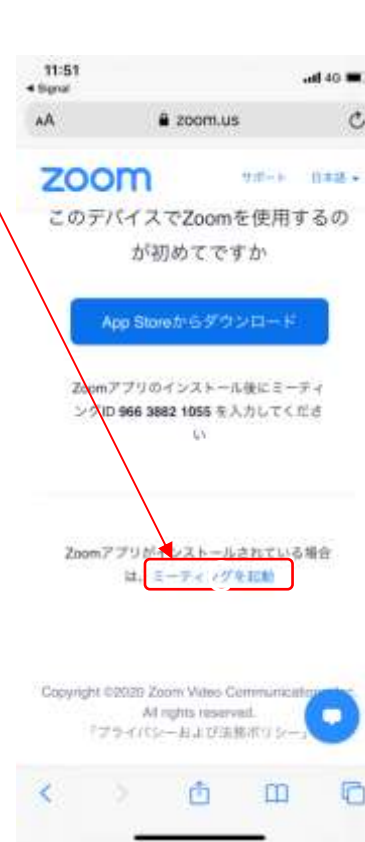 11:51
4G
◀ Signal
AA zoom.us
zoom サポート 日本語
このデバイスでZoomを使用するの
が初めてですか
App Storeからダウンロード
Zoomアプリのインストール後にミーティ
ングID 966 3882 1055 を入力してくださ
い
Zoomアプリがインストールされている場合
は、ミーティングを起動
Copyright ©2020 Zoom Video Communications, Inc.
All rights reserved.
「プライバシーおよび法務ポリシー」